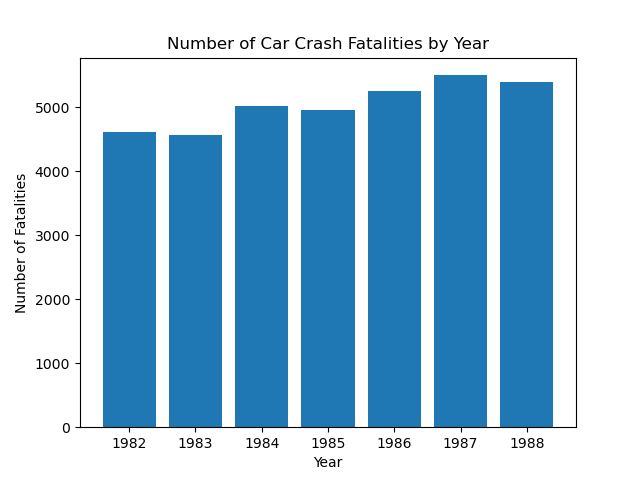 Number of Car Crash Fatalities by Year
Number of Fatalities
5000
4000
3000
2000
1000
0
1982 1983 1984 1985 1986 1987 1988
Year